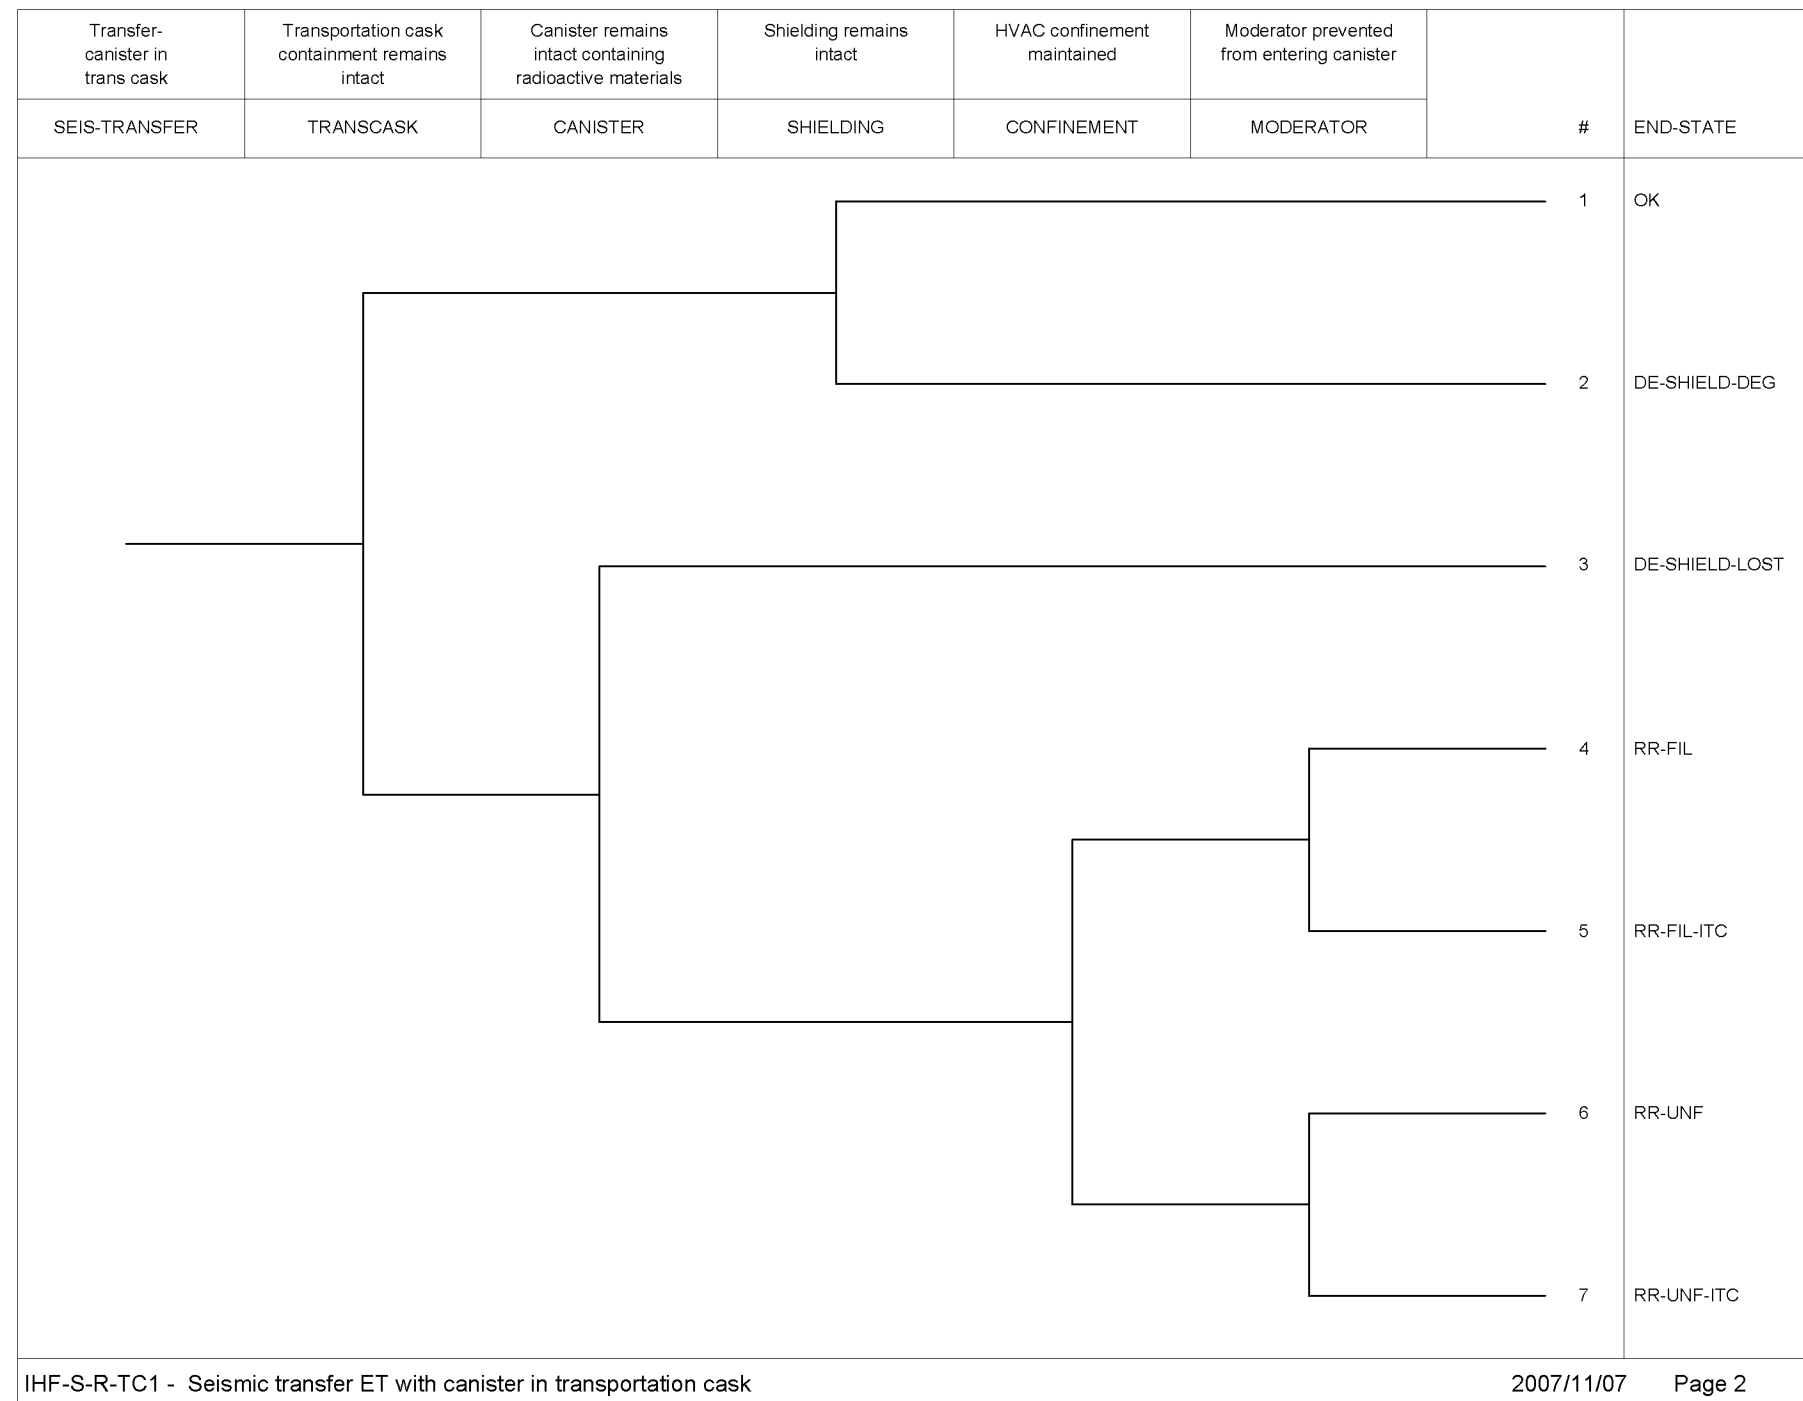 Transfer-
canister in
trans cask
Transportation cask
containment remains
intact
Canister remains
intact containing
radioactive materials
Shielding remains
intact
HVAC confinement
maintained
Moderator prevented
from entering canister
SEIS-TRANSFER
TRANSCASK
CANISTER
SHIELDING
CONFINEMENT
MODERATOR
#
END-STATE
1 OK
2 DE-SHIELD-DEG
3 DE-SHIELD-LOST
4 RR-FIL
5 RR-FIL-ITC
6 RR-UNF
7 RR-UNF-ITC
IHF-S-R-TC1 - Seismic transfer ET with canister in transportation cask 2007/11/07 Page 2